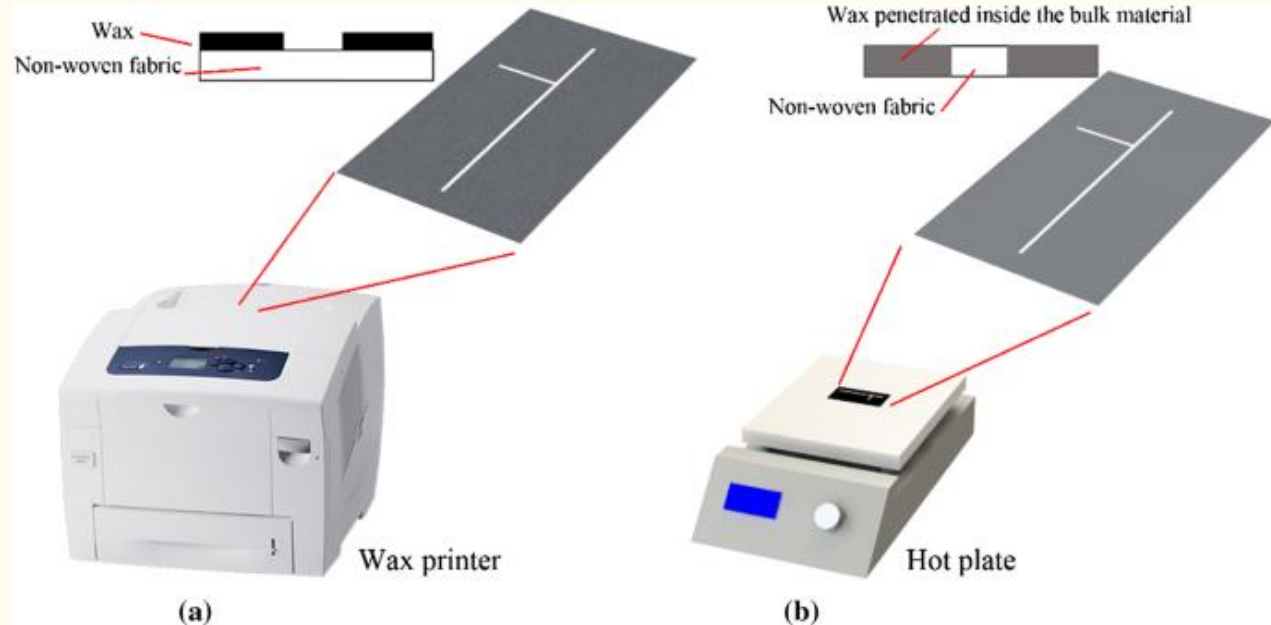 Wax
Non-woven fabric
Wax printer
(a)
Wax penetrated inside the bulk material
Non-woven fabric
Hot plate
(b)